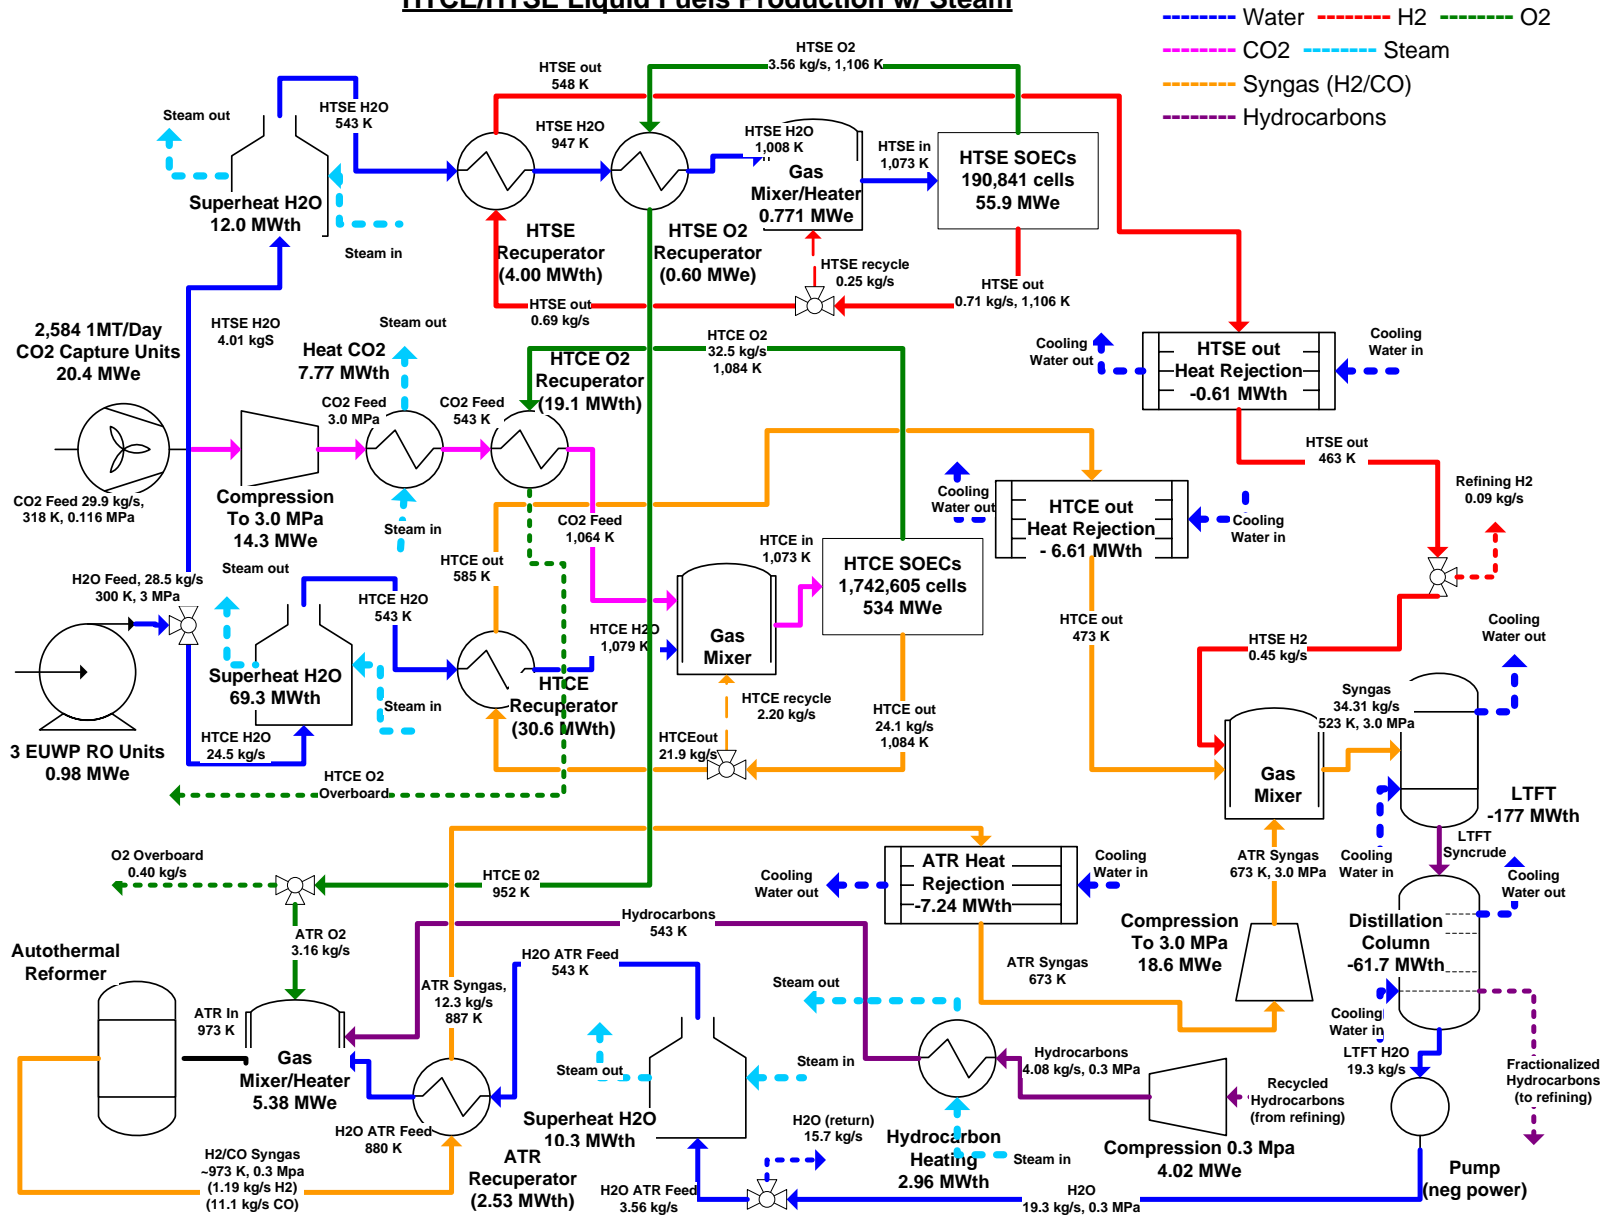 HTCE/HTSE Liquid Fuels Production w/ Steam
Water
H2
O2
CO2
Steam
Syngas (H2/CO)
Hydrocarbons
HTSE O2
3.56 kg/s, 1,106 K
HTSE out
548 K
Steam out
HTSE H2O
543 K
HTSE H2O
947 K
HTSE H2O
1,008 K
Gas
Mixer/Heater
0.771 MWe
HTSE in
1,073 K
HTSE SOECs
190,841 cells
55.9 MWe
Superheat H2O
12.0 MWth
Steam in
HTSE
Recuperator
(4.00 MWth)
HTSE O2
Recuperator
(0.60 MWe)
HTSE recycle
0.25 kg/s
HTSE out
0.71 kg/s, 1,106 K
HTSE out
0.69 kg/s
2,584 1MT/Day
CO2 Capture Units
20.4 MWe
HTSE H2O
4.01 kgS
Steam out
Heat CO2
7.77 MWth
HTCE O2
Recuperator
(19.1 MWth)
HTCE O2
32.5 kg/s
1,084 K
Cooling
Water out
HTSE out
Heat Rejection
-0.61 MWth
Cooling
Water in
CO2 Feed
3.0 MPa
CO2 Feed
543 K
HTSE out
463 K
CO2 Feed 29.9 kg/s,
318 K, 0.116 MPa
Compression
To 3.0 MPa
14.3 MWe
Steam in
CO2 Feed
1,064 K
Cooling
Water out
HTCE out
Heat Rejection
- 6.61 MWth
Cooling
Water in
Refining H2
0.09 kg/s
HTCE out
585 K
HTCE in
1,073 K
HTCE SOECs
1,742,605 cells
534 MWe
H2O Feed, 28.5 kg/s
300 K, 3 MPa
Steam out
HTCE H2O
543 K
HTCE H2O
1,079 K
Gas
Mixer
HTCE out
473 K
HTSE H2
0.45 kg/s
Cooling
Water out
Superheat H2O
69.3 MWth
Steam in
HTCE
Recuperator
(30.6 MWth)
HTCE recycle
2.20 kg/s
HTCE out
24.1 kg/s
1,084 K
HTCEout
21.9 kg/s
Syngas
34.31 kg/s
523 K, 3.0 MPa
3 EUWP RO Units
0.98 MWe
HTCE H2O
24.5 kg/s
HTCE O2
Overboard
Gas
Mixer
LTFT
-177 MWth
O2 Overboard
0.40 kg/s
HTCE 02
952 K
Cooling
Water out
ATR Heat
Rejection
-7.24 MWth
Cooling
Water in
ATR Syngas
673 K, 3.0 MPa
Cooling
Water in
LTFT
Syncrude
Cooling
Water out
Autothermal
Reformer
ATR O2
3.16 kg/s
Hydrocarbons
543 K
Compression
To 3.0 MPa
18.6 MWe
Distillation
Column
-61.7 MWth
ATR In
973 K
ATR Syngas,
12.3 kg/s
887 K
H2O ATR Feed
543 K
Steam out
ATR Syngas
673 K
Cooling
Water in
Gas
Mixer/Heater
5.38 MWe
Steam out
Steam in
Hydrocarbons
4.08 kg/s, 0.3 MPa
LTFT H2O
19.3 kg/s
Recycled
Hydrocarbons
(from refining)
Fractionalized
Hydrocarbons
(to refining)
H2O ATR Feed
880 K
Superheat H2O
10.3 MWth
H2O (return)
15.7 kg/s
Hydrocarbon
Heating
2.96 MWth
Steam in
Compression 0.3 Mpa
4.02 MWe
H2/CO Syngas
~973 K, 0.3 Mpa
(1.19 kg/s H2)
(11.1 kg/s CO)
ATR
Recuperator
(2.53 MWth)
H2O ATR Feed
3.56 kg/s
H2O
19.3 kg/s, 0.3 MPa
Pump
(neg power)